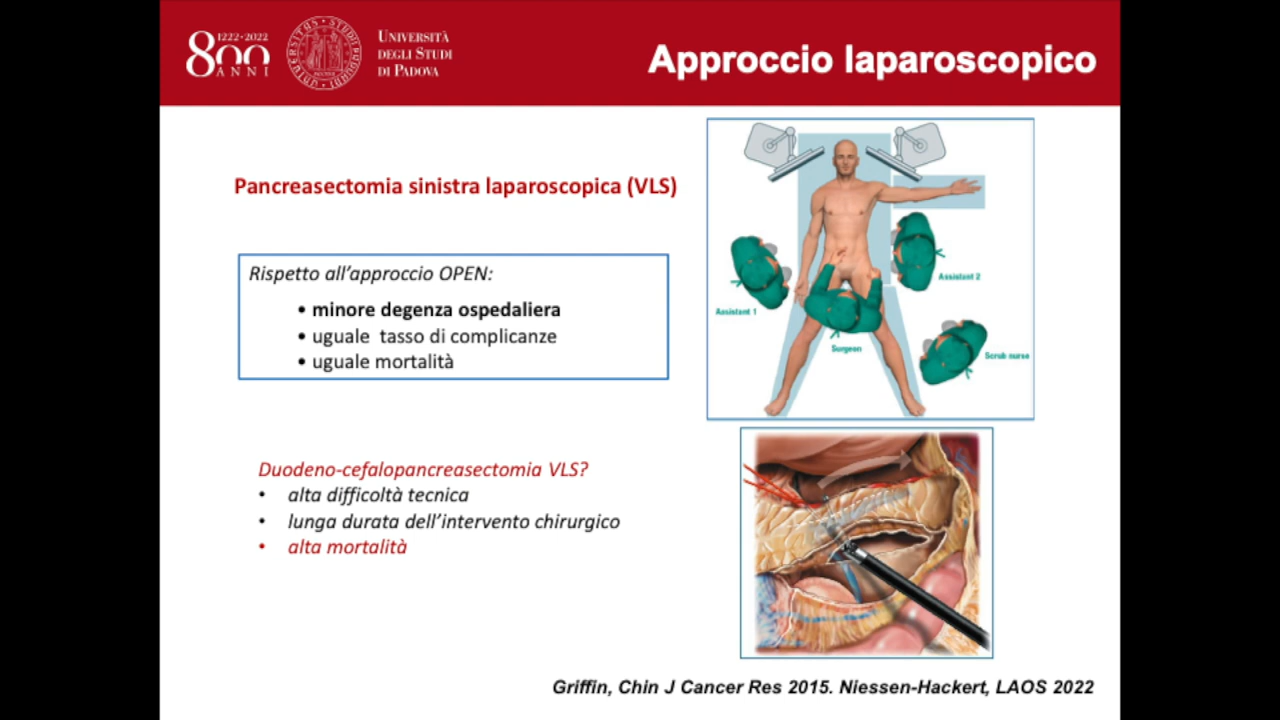 1222·2022
800
ANNI
UNIVERSITÀ
DEGLI STUDI
DI PADOVA
Approccio laparoscopico
Pancreasectomia sinistra laparoscopica (VLS)
Rispetto all'approccio OPEN:
• minore degenza ospedaliera
• uguale tasso di complicanze
• uguale mortalità
Assistant 1
Assistant 2
Surgeon
Scrub nurse
Duodeno-cefalopancreasectomia VLS?
• alta difficoltà tecnica
• lunga durata dell'intervento chirurgico
• alta mortalità
Griffin, Chin J Cancer Res 2015. Niessen-Hackert, LAOS 2022